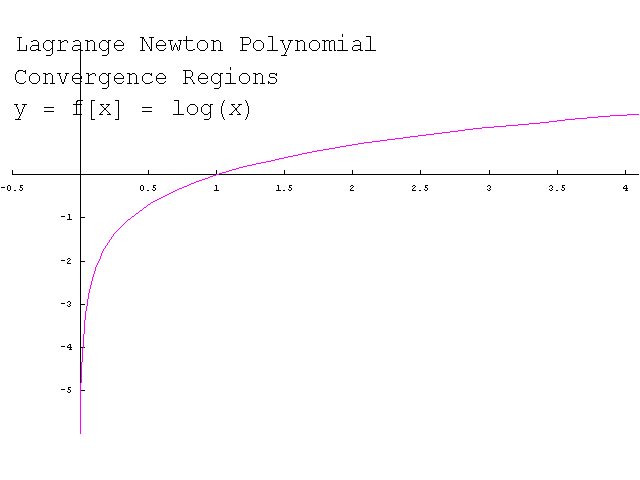 Lagrange Newton Polynomial
Convergence Regions
y = f[x] = log(x)
-0.5 0.5 1 1.5 2 2.5 3 3.5 4
-1
-2
-3
-4
-5